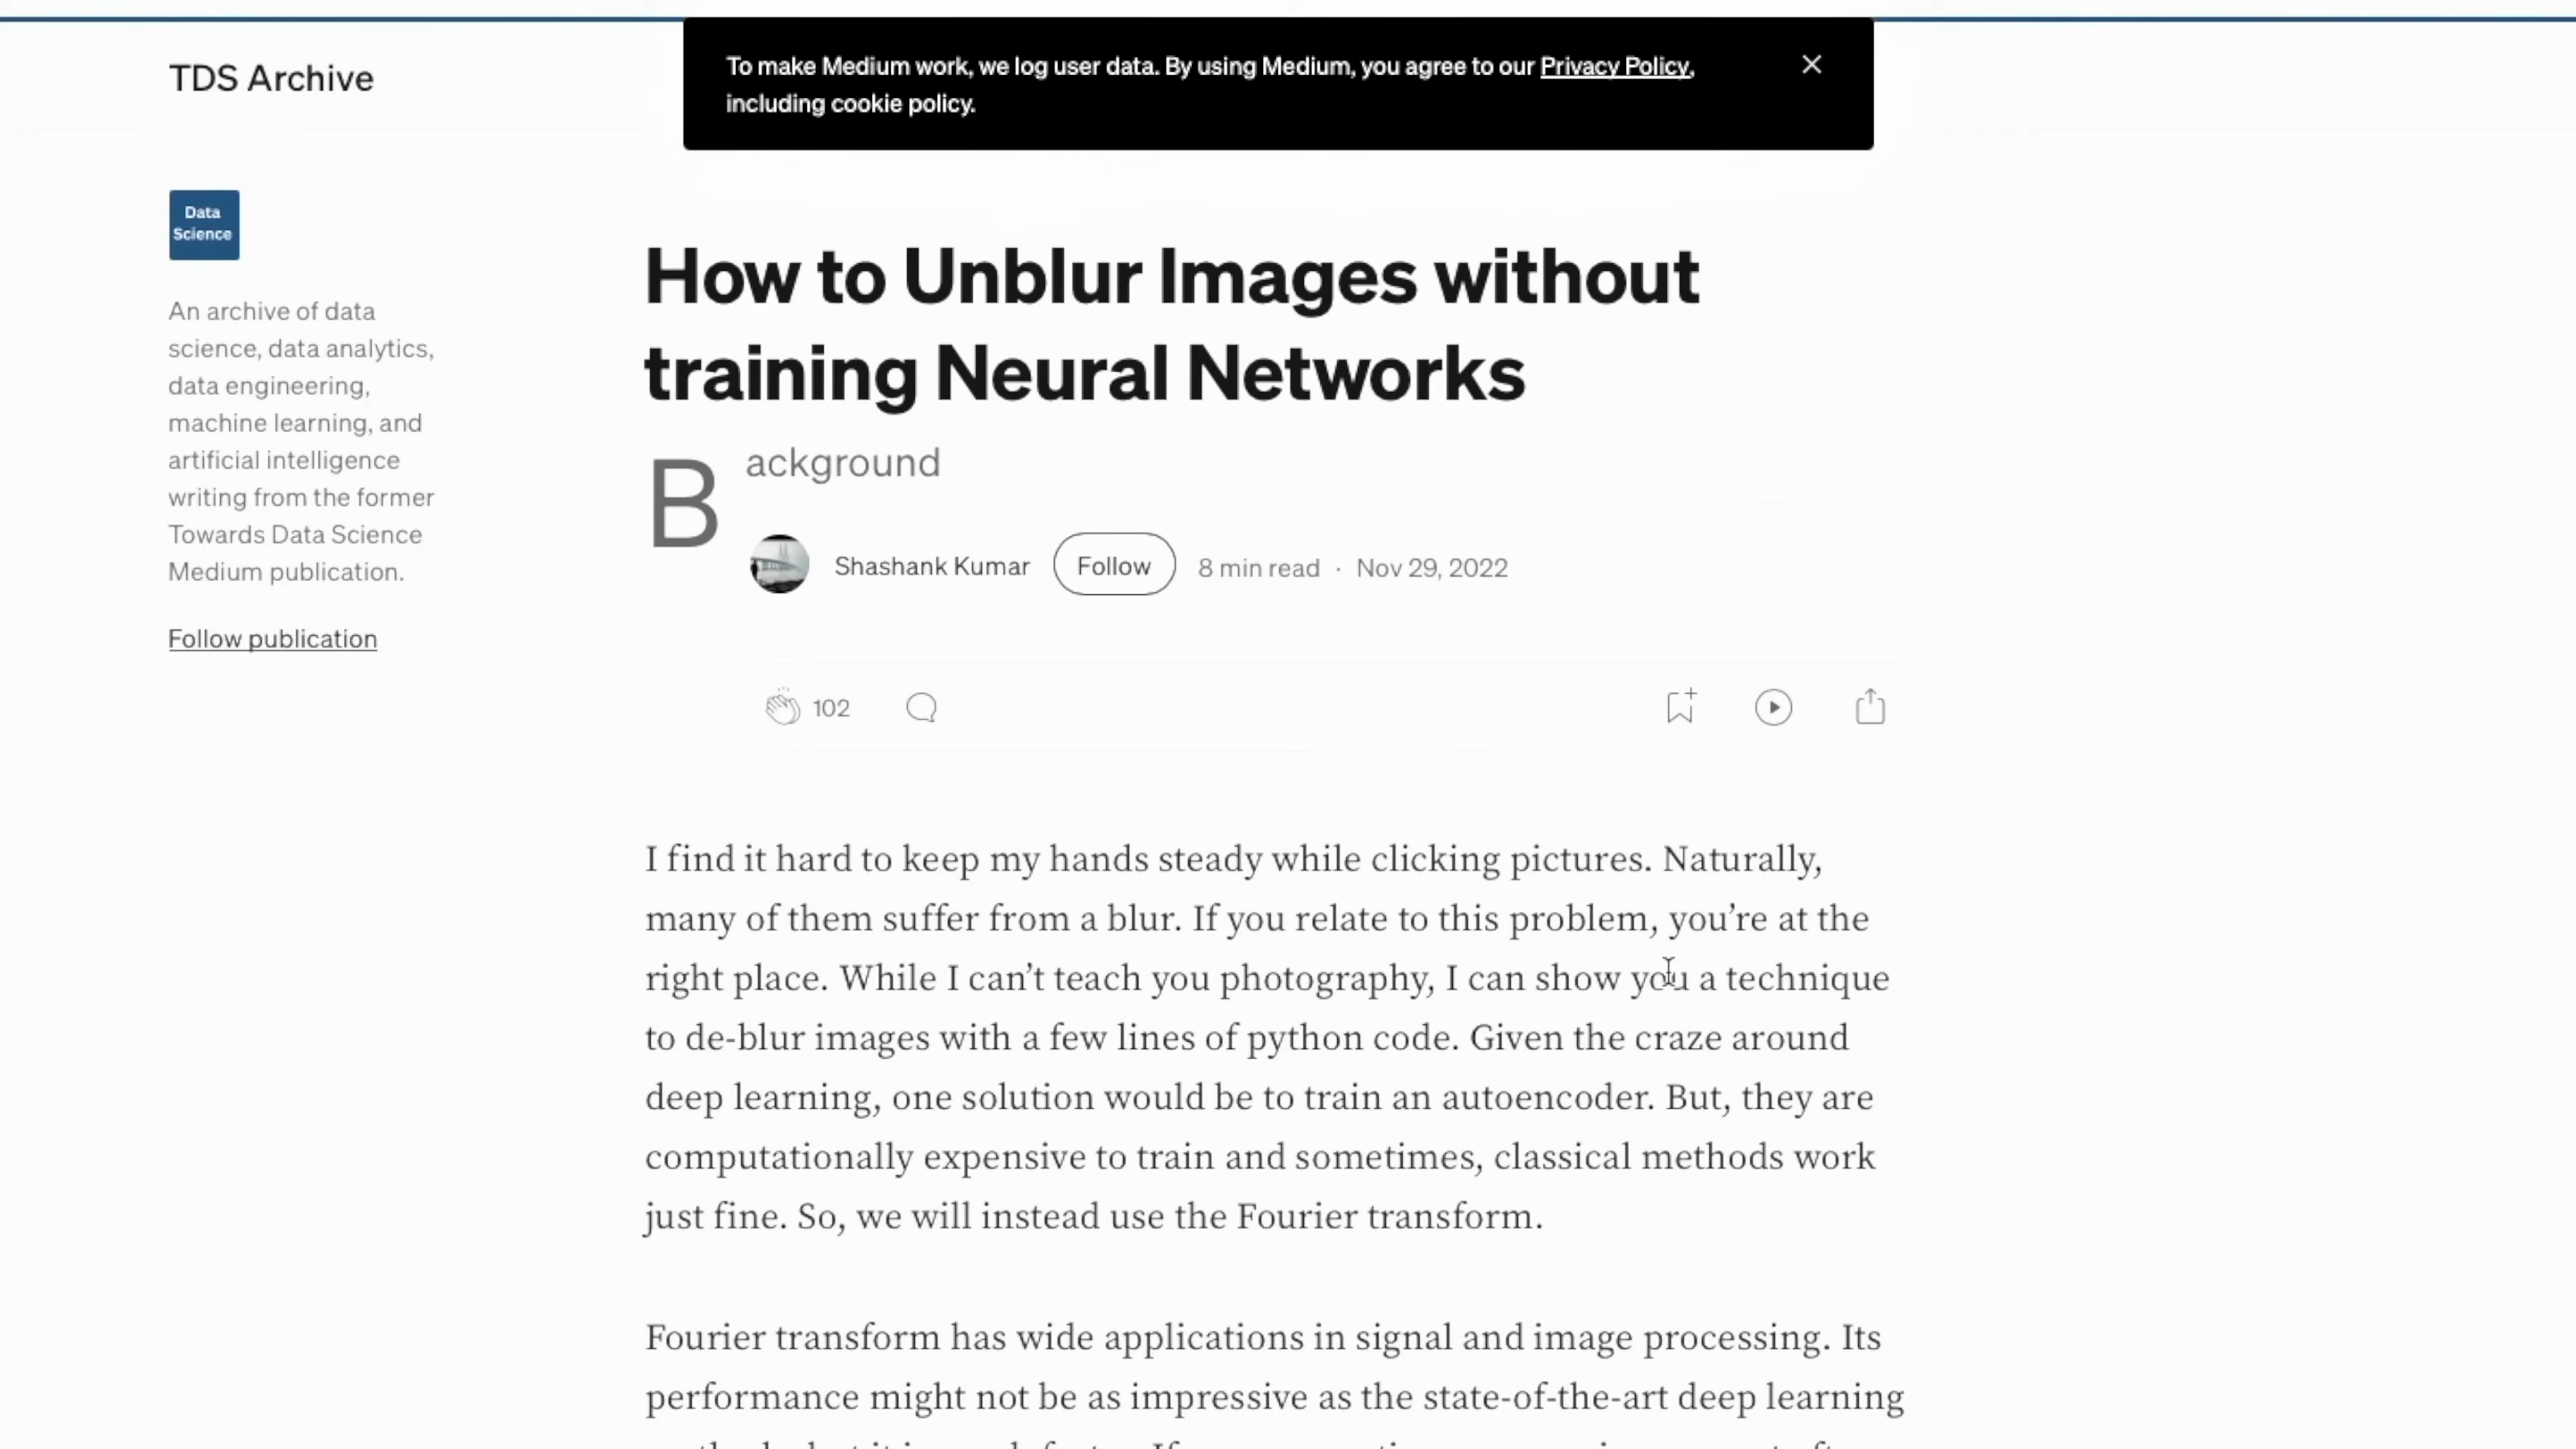 To make Medium work, we log user data. By using Medium, you agree to our Privacy Policy,
including cookie policy.
TDS Archive
Data
Science
An archive of data
science, data analytics,
data engineering,
machine learning, and
artificial intelligence
writing from the former
Towards Data Science
Medium publication.
Follow publication
How to Unblur Images without
training Neural Networks
Background
Shashank Kumar Follow 8 min read · Nov 29, 2022
102
I find it hard to keep my hands steady while clicking pictures. Naturally,
many of them suffer from a blur. If you relate to this problem, you’re at the
right place. While I can’t teach you photography, I can show you a technique
to de-blur images with a few lines of python code. Given the craze around
deep learning, one solution would be to train an autoencoder. But, they are
computationally expensive to train and sometimes, classical methods work
just fine. So, we will instead use the Fourier transform.
Fourier transform has wide applications in signal and image processing. Its
performance might not be as impressive as the state-of-the-art deep learning